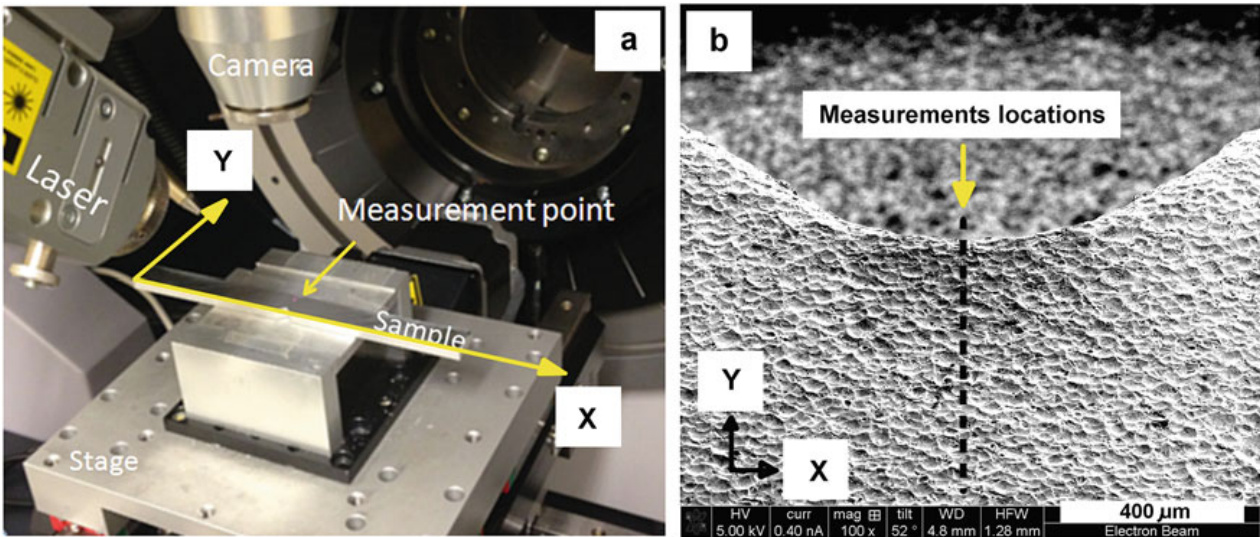 a
Camera
Y
Laser
Measurement point
Sample
X
Stage
b
Measurements locations
Y
X
HV curr mag ⊞ tilt WD HFW
5.00 kV 0.40 nA 100 x 52 ° 4.8 mm 1.28 mm
400 µm
Electron Beam